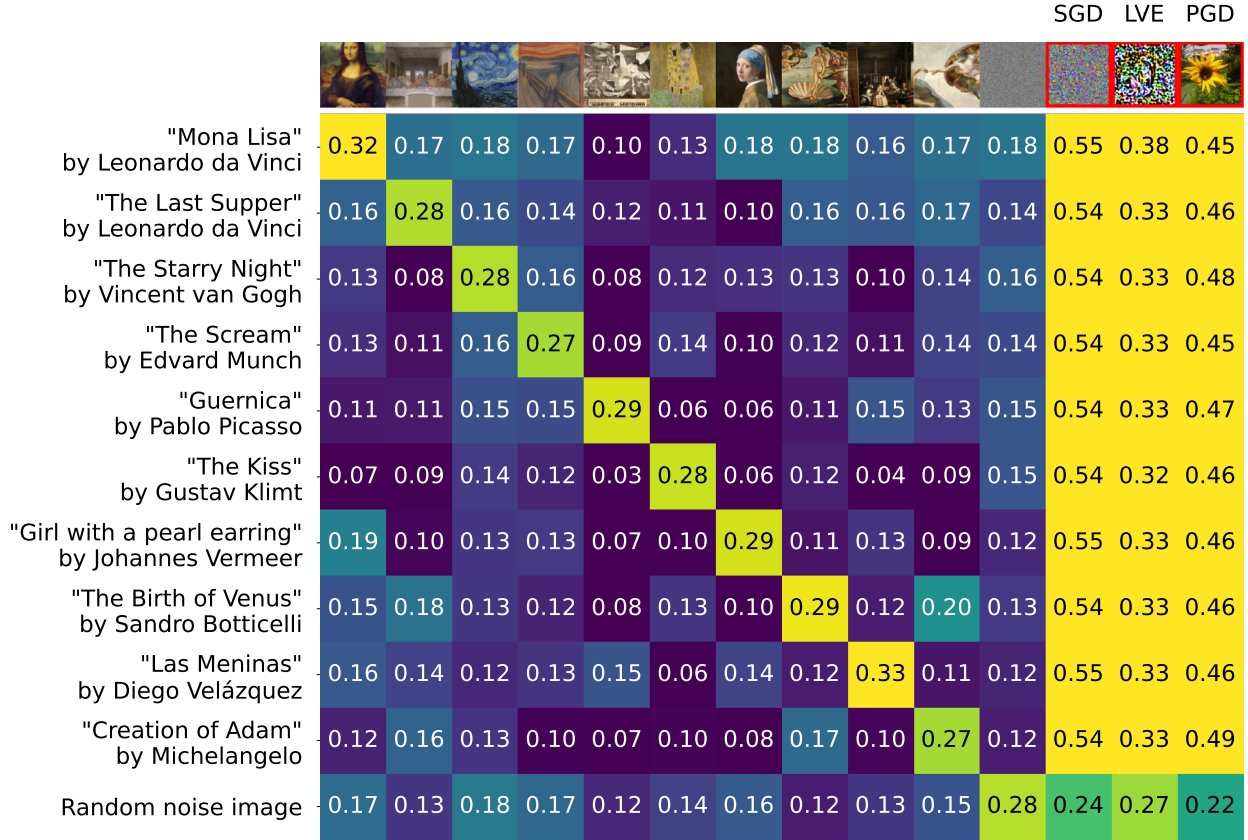 SGD LVE PGD
"Mona Lisa"
by Leonardo da Vinci
0.32 0.17 0.18 0.17 0.10 0.13 0.18 0.18 0.16 0.17 0.18 0.55 0.38 0.45
"The Last Supper"
by Leonardo da Vinci
0.16 0.28 0.16 0.14 0.12 0.11 0.10 0.16 0.16 0.17 0.14 0.54 0.33 0.46
"The Starry Night"
by Vincent van Gogh
0.13 0.08 0.28 0.16 0.08 0.12 0.13 0.13 0.10 0.14 0.16 0.54 0.33 0.48
"The Scream"
by Edvard Munch
0.13 0.11 0.16 0.27 0.09 0.14 0.10 0.12 0.11 0.14 0.14 0.54 0.33 0.45
"Guernica"
by Pablo Picasso
0.11 0.11 0.15 0.15 0.29 0.06 0.06 0.11 0.15 0.13 0.15 0.54 0.33 0.47
"The Kiss"
by Gustav Klimt
0.07 0.09 0.14 0.12 0.03 0.28 0.06 0.12 0.04 0.09 0.15 0.54 0.32 0.46
"Girl with a pearl earring"
by Johannes Vermeer
0.19 0.10 0.13 0.13 0.07 0.10 0.29 0.11 0.13 0.09 0.12 0.55 0.33 0.46
"The Birth of Venus"
by Sandro Botticelli
0.15 0.18 0.13 0.12 0.08 0.13 0.10 0.29 0.12 0.20 0.13 0.54 0.33 0.46
"Las Meninas"
by Diego Velázquez
0.16 0.14 0.12 0.13 0.15 0.06 0.14 0.12 0.33 0.11 0.12 0.55 0.33 0.46
"Creation of Adam"
by Michelangelo
0.12 0.16 0.13 0.10 0.07 0.10 0.08 0.17 0.10 0.27 0.12 0.54 0.33 0.49
Random noise image
0.17 0.13 0.18 0.17 0.12 0.14 0.16 0.12 0.13 0.15 0.28 0.24 0.27 0.22